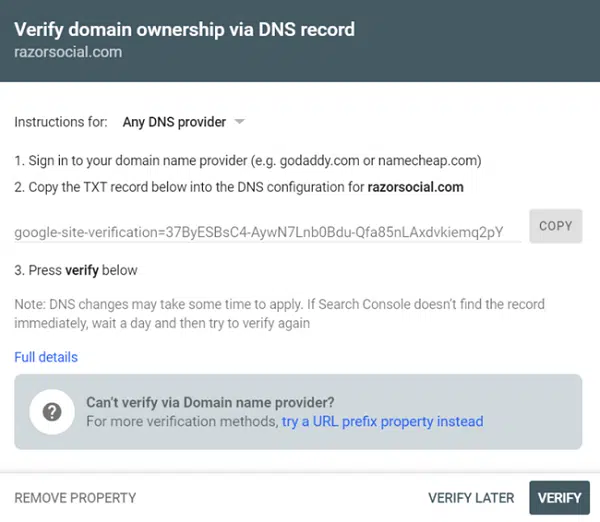 Verify domain ownership via DNS record
razorsocial.com
Instructions for: Any DNS provider
1. Sign in to your domain name provider (e.g. godaddy.com or namecheap.com)
2. Copy the TXT record below into the DNS configuration for razorsocial.com
google-site-verification=37ByESBsC4-AywN7Lnb0Bdu-Qfa85nLAxdvkiemq2pY
COPY
3. Press verify below
Note: DNS changes may take some time to apply. If Search Console doesn't find the record
immediately, wait a day and then try to verify again
Full details
Can't verify via Domain name provider?
For more verification methods, try a URL prefix property instead
REMOVE PROPERTY VERIFY LATER VERIFY